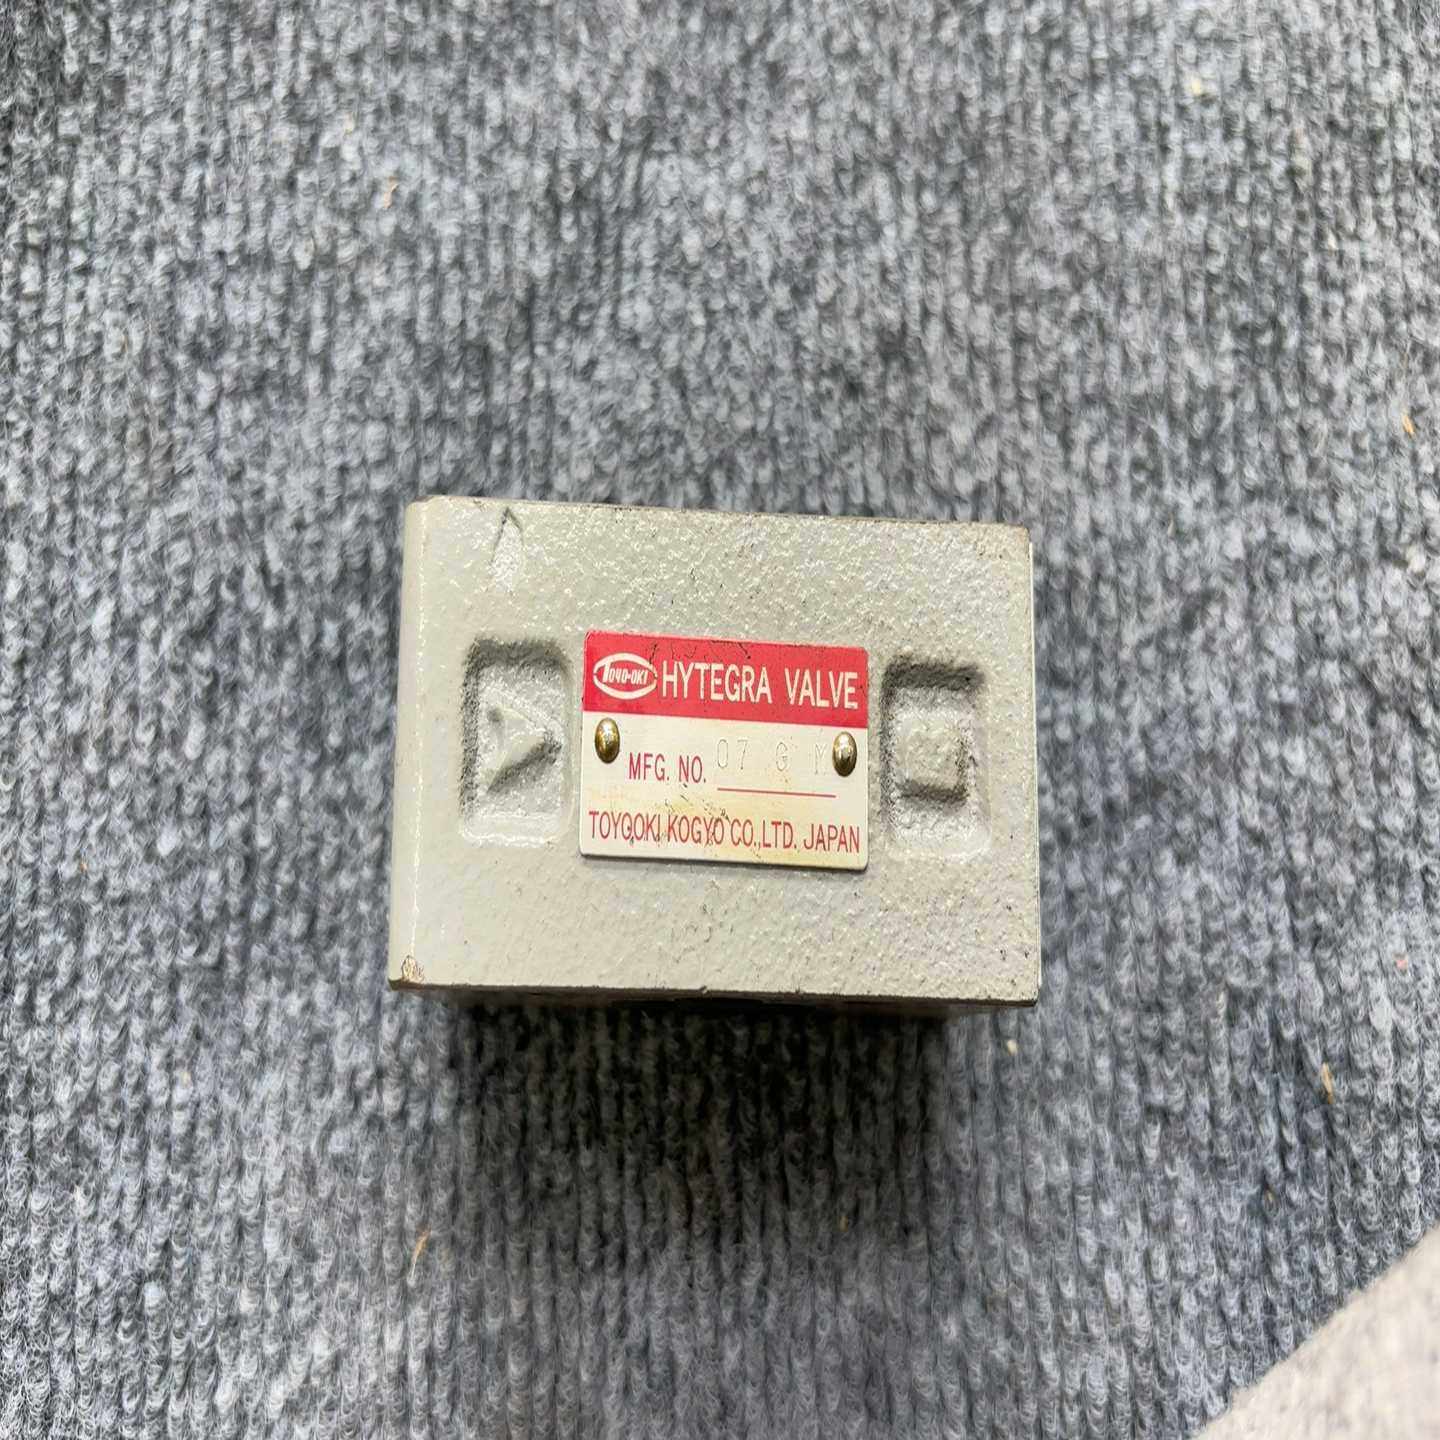 TOYO-OKI HYTEGRA VALVE
MFG. NO. 07 G Y
TOYOOKI KOGYO CO.,LTD. JAPAN
A
B